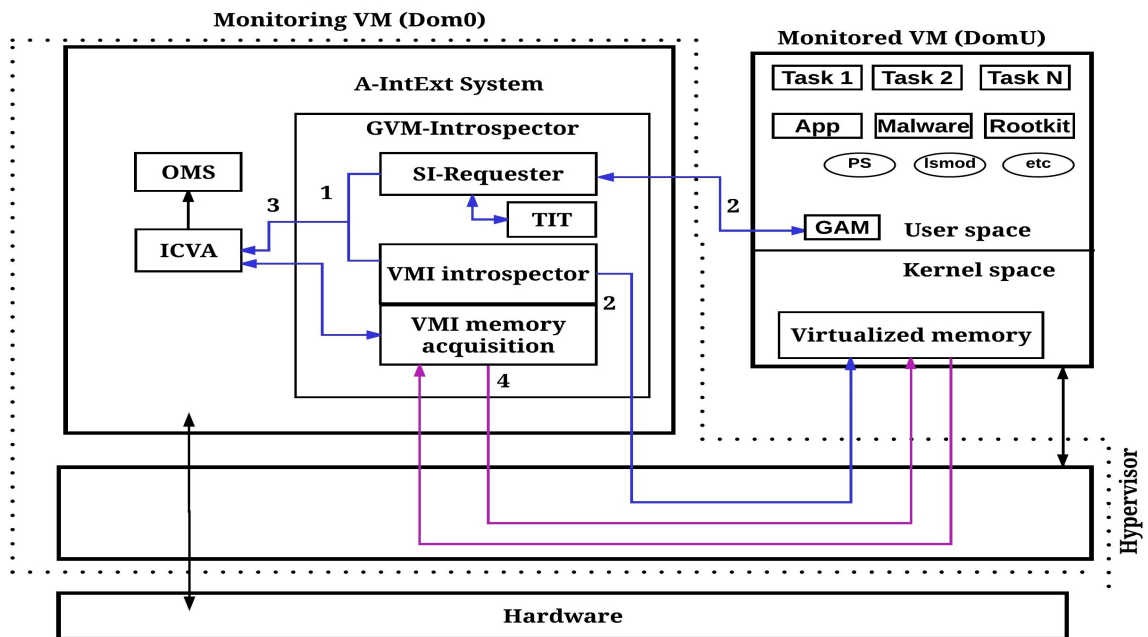 Monitoring VM (Dom0)
Monitored VM (DomU)
A-IntExt System
GVM-Introspector
OMS
ICVA
3
1
SI-Requester
TIT
VMI introspector
2
VMI memory
acquisition
4
2
Task 1
Task 2
Task N
App
Malware
Rootkit
PS
lsmod
etc
GAM
User space
Kernel space
Virtualized memory
Hypervisor
Hardware